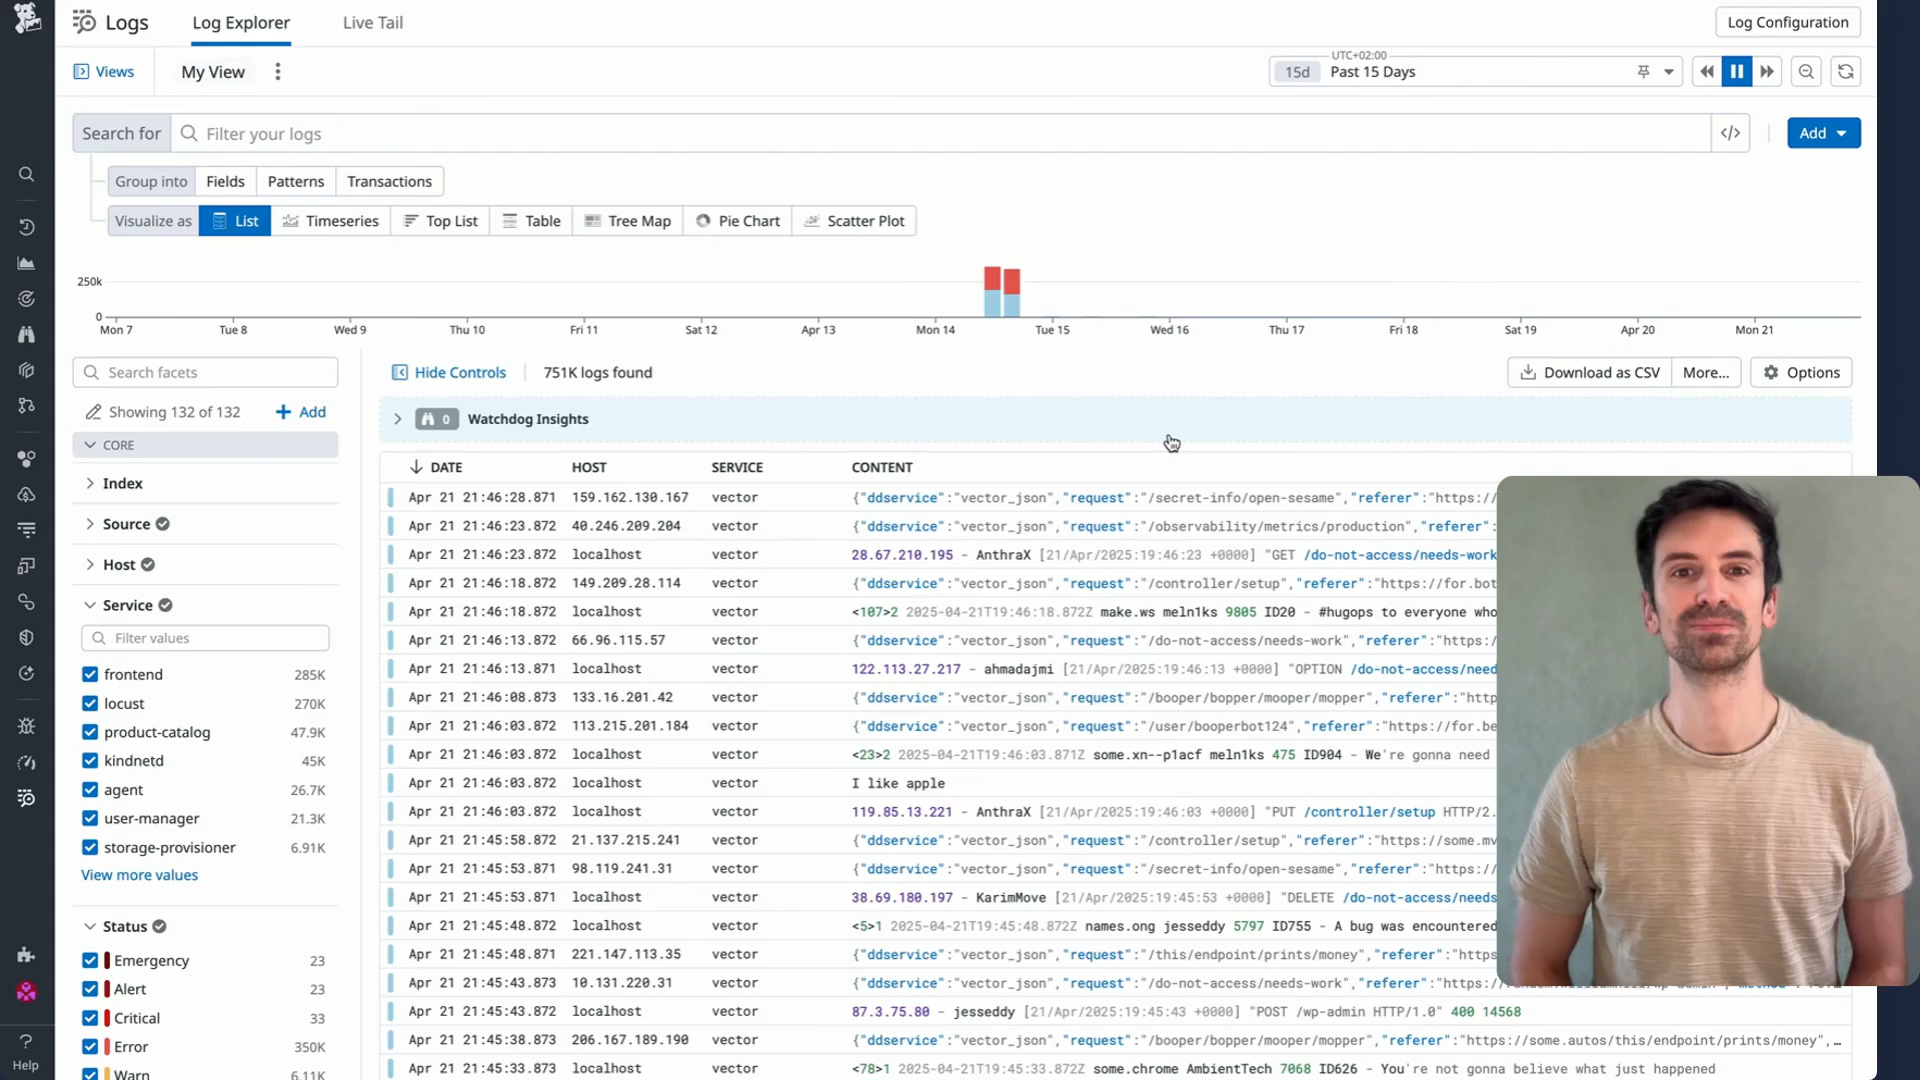 Logs
Log Explorer
Live Tail
Log Configuration
Views
My View
UTC+02:00
15d
Past 15 Days
Search for
Filter your logs
</>
Add
Group into
Fields
Patterns
Transactions
Visualize as
List
Timeseries
Top List
Table
Tree Map
Pie Chart
Scatter Plot
250k
0
Mon 7
Tue 8
Wed 9
Thu 10
Fri 11
Sat 12
Apr 13
Mon 14
Tue 15
Wed 16
Thu 17
Fri 18
Sat 19
Apr 20
Mon 21
Search facets
Showing 132 of 132
Add
CORE
Index
Source
Host
Service
Filter values
frontend 285K
locust 270K
product-catalog 47.9K
kindnetd 45K
agent 26.7K
user-manager 21.3K
storage-provisioner 6.91K
View more values
Status
Emergency 23
Alert 23
Critical 33
Error 350K
Warn 6.11K
Help
Hide Controls
751K logs found
Download as CSV
More...
Options
0 Watchdog Insights
DATE HOST SERVICE CONTENT
Apr 21 21:46:28.871 159.162.130.167 vector {"ddservice":"vector_json","request":"/secret-info/open-sesame","referer":"https:/
Apr 21 21:46:23.872 40.246.209.204 vector {"ddservice":"vector_json","request":"/observability/metrics/production","referer":
Apr 21 21:46:23.872 localhost vector 28.67.210.195 - AnthraX [21/Apr/2025:19:46:23 +0000] "GET /do-not-access/needs-work
Apr 21 21:46:18.872 149.209.28.114 vector {"ddservice":"vector_json","request":"/controller/setup","referer":"https://for.bot
Apr 21 21:46:18.872 localhost vector <107>2 2025-04-21T19:46:18.872Z make.ws meln1ks 9805 ID20 - #hugops to everyone who
Apr 21 21:46:13.872 66.96.115.57 vector {"ddservice":"vector_json","request":"/do-not-access/needs-work","referer":"https:/
Apr 21 21:46:13.871 localhost vector 122.113.27.217 - ahmadajmi [21/Apr/2025:19:46:13 +0000] "OPTION /do-not-access/need
Apr 21 21:46:08.873 133.16.201.42 vector {"ddservice":"vector_json","request":"/booper/bopper/mooper/mopper","referer":"http
Apr 21 21:46:03.872 113.215.201.184 vector {"ddservice":"vector_json","request":"/user/booperbot124","referer":"https://for.be
Apr 21 21:46:03.872 localhost vector <23>2 2025-04-21T19:46:03.871Z some.xn--p1acf meln1ks 475 ID904 - We're gonna need
Apr 21 21:46:03.872 localhost vector I like apple
Apr 21 21:46:03.872 localhost vector 119.85.13.221 - AnthraX [21/Apr/2025:19:46:03 +0000] "PUT /controller/setup HTTP/2.
Apr 21 21:45:58.872 21.137.215.241 vector {"ddservice":"vector_json","request":"/controller/setup","referer":"https://some.mv
Apr 21 21:45:53.871 98.119.241.31 vector {"ddservice":"vector_json","request":"/secret-info/open-sesame","referer":"https:/
Apr 21 21:45:53.871 localhost vector 38.69.180.197 - KarimMove [21/Apr/2025:19:45:53 +0000] "DELETE /do-not-access/needs
Apr 21 21:45:48.872 localhost vector <5>1 2025-04-21T19:45:48.872Z names.ong jesseddy 5797 ID755 - A bug was encountered
Apr 21 21:45:48.871 221.147.113.35 vector {"ddservice":"vector_json","request":"/this/endpoint/prints/money","referer":"https
Apr 21 21:45:43.873 10.131.220.31 vector {"ddservice":"vector_json","request":"/do-not-access/needs-work","referer":"https:/
Apr 21 21:45:43.872 localhost vector 87.3.75.80 - jesseddy [21/Apr/2025:19:45:43 +0000] "POST /wp-admin HTTP/1.0" 400 14568
Apr 21 21:45:38.873 206.167.189.190 vector {"ddservice":"vector_json","request":"/booper/bopper/mooper/mopper","referer":"https://some.autos/this/endpoint/prints/money",…
Apr 21 21:45:33.873 localhost vector <78>1 2025-04-21T19:45:33.872Z some.chrome AmbientTech 7068 ID626 - You're not gonna believe what just happened